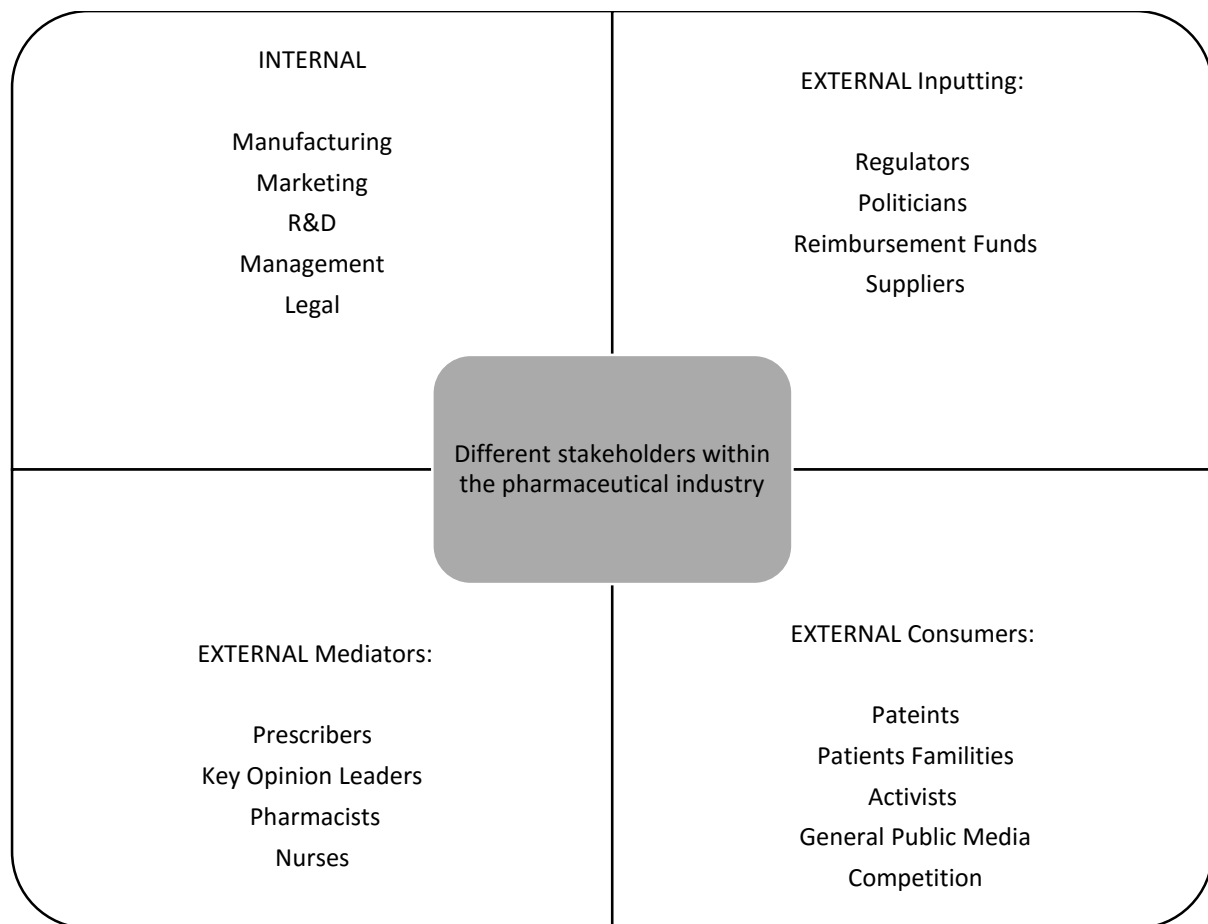 INTERNAL
Manufacturing
Marketing
R&D
Management
Legal
EXTERNAL Inputting:
Regulators
Politicians
Reimbursement Funds
Suppliers
Different stakeholders within
the pharmaceutical industry
EXTERNAL Mediators:
Prescribers
Key Opinion Leaders
Pharmacists
Nurses
EXTERNAL Consumers:
Pateints
Patients Familities
Activists
General Public Media
Competition